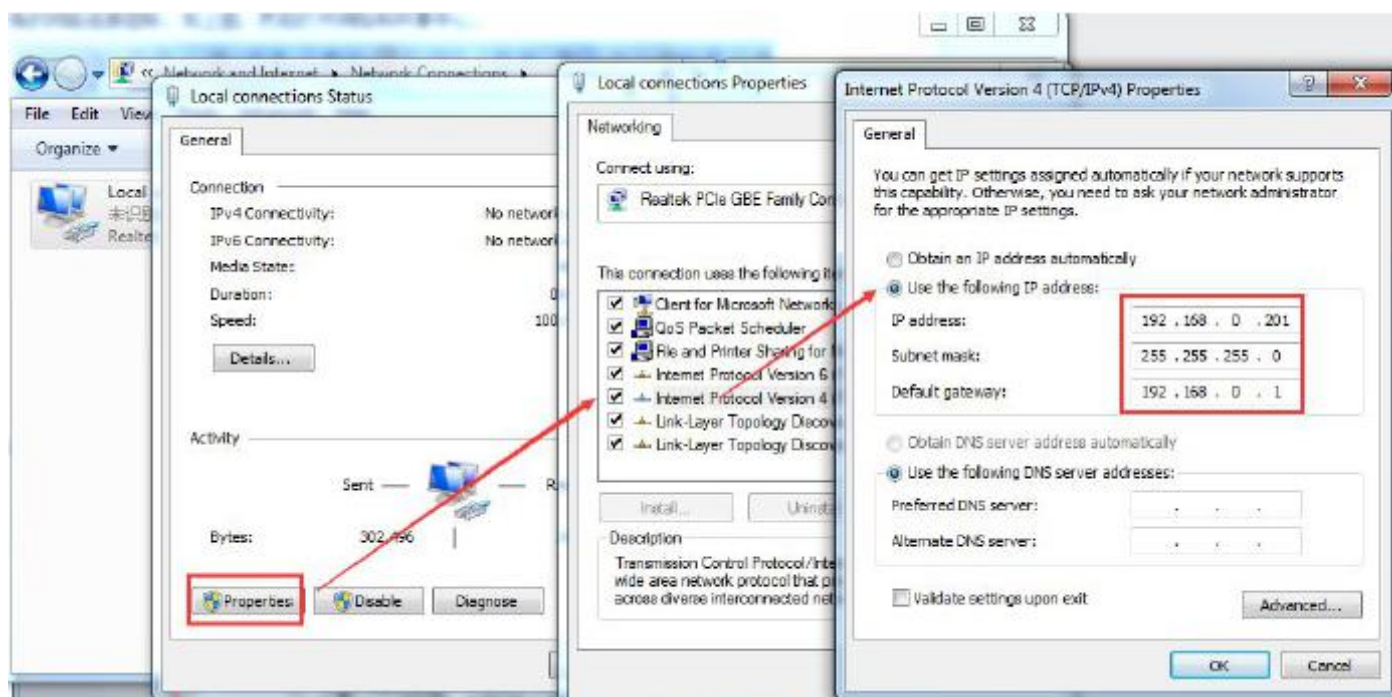 Network and Internet ▸ Network Connections ▸
File Edit View
Organize
Local
Realte
Local connections Status
General
Connection
IPv4 Connectivity: No network
IPv6 Connectivity: No network
Media State:
Duration: 0
Speed: 100
Details...
Activity
Sent
R
Bytes: 302,496
Properties
Disable
Diagnose
Local connections Properties
Networking
Connect using:
Realtek PCIe GBE Family Con
This connection uses the following ite
Client for Microsoft Network
QoS Packet Scheduler
File and Printer Sharing for
Internet Protocol Version 6
Internet Protocol Version 4
Link-Layer Topology Discov
Link-Layer Topology Discov
Install...
Uninsta
Description
Transmission Control Protocol/Inte
wide area network protocol that p
across diverse interconnected net
Internet Protocol Version 4 (TCP/IPv4) Properties
General
You can get IP settings assigned automatically if your network supports
this capability. Otherwise, you need to ask your network administrator
for the appropriate IP settings.
Obtain an IP address automatically
Use the following IP address:
IP address: 192 . 168 . 0 . 201
Subnet mask: 255 . 255 . 255 . 0
Default gateway: 192 . 168 . 0 . 1
Obtain DNS server address automatically
Use the following DNS server addresses:
Preferred DNS server: . . .
Alternate DNS server: . . .
Validate settings upon exit
Advanced...
OK
Cancel